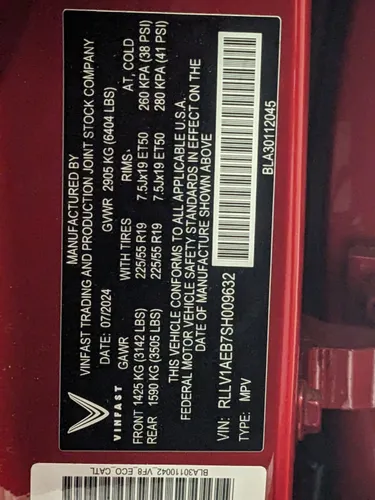 MANUFACTURED BY
VINFAST TRADING AND PRODUCTION JOINT STOCK COMPANY
DATE: 07/2024 GVWR 2905 KG (6404 LBS)
GAWR WITH TIRES RIMS: AT, COLD
FRONT 1425 KG (3142 LBS) 225/55 R19 7.5Jx19 ET50 260 KPA (38 PSI)
REAR 1590 KG (3505 LBS) 225/55 R19 7.5Jx19 ET50 280 KPA (41 PSI)
THIS VEHICLE CONFORMS TO ALL APPLICABLE U.S.A.
FEDERAL MOTOR VEHICLE SAFETY STANDARDS IN EFFECT ON THE
DATE OF MANUFACTURE SHOWN ABOVE
VIN: RLLV1AEB7SH009632
TYPE: MPV
BLA30112045
VINFAST
BLA30110042_VF8_ECO_CATL